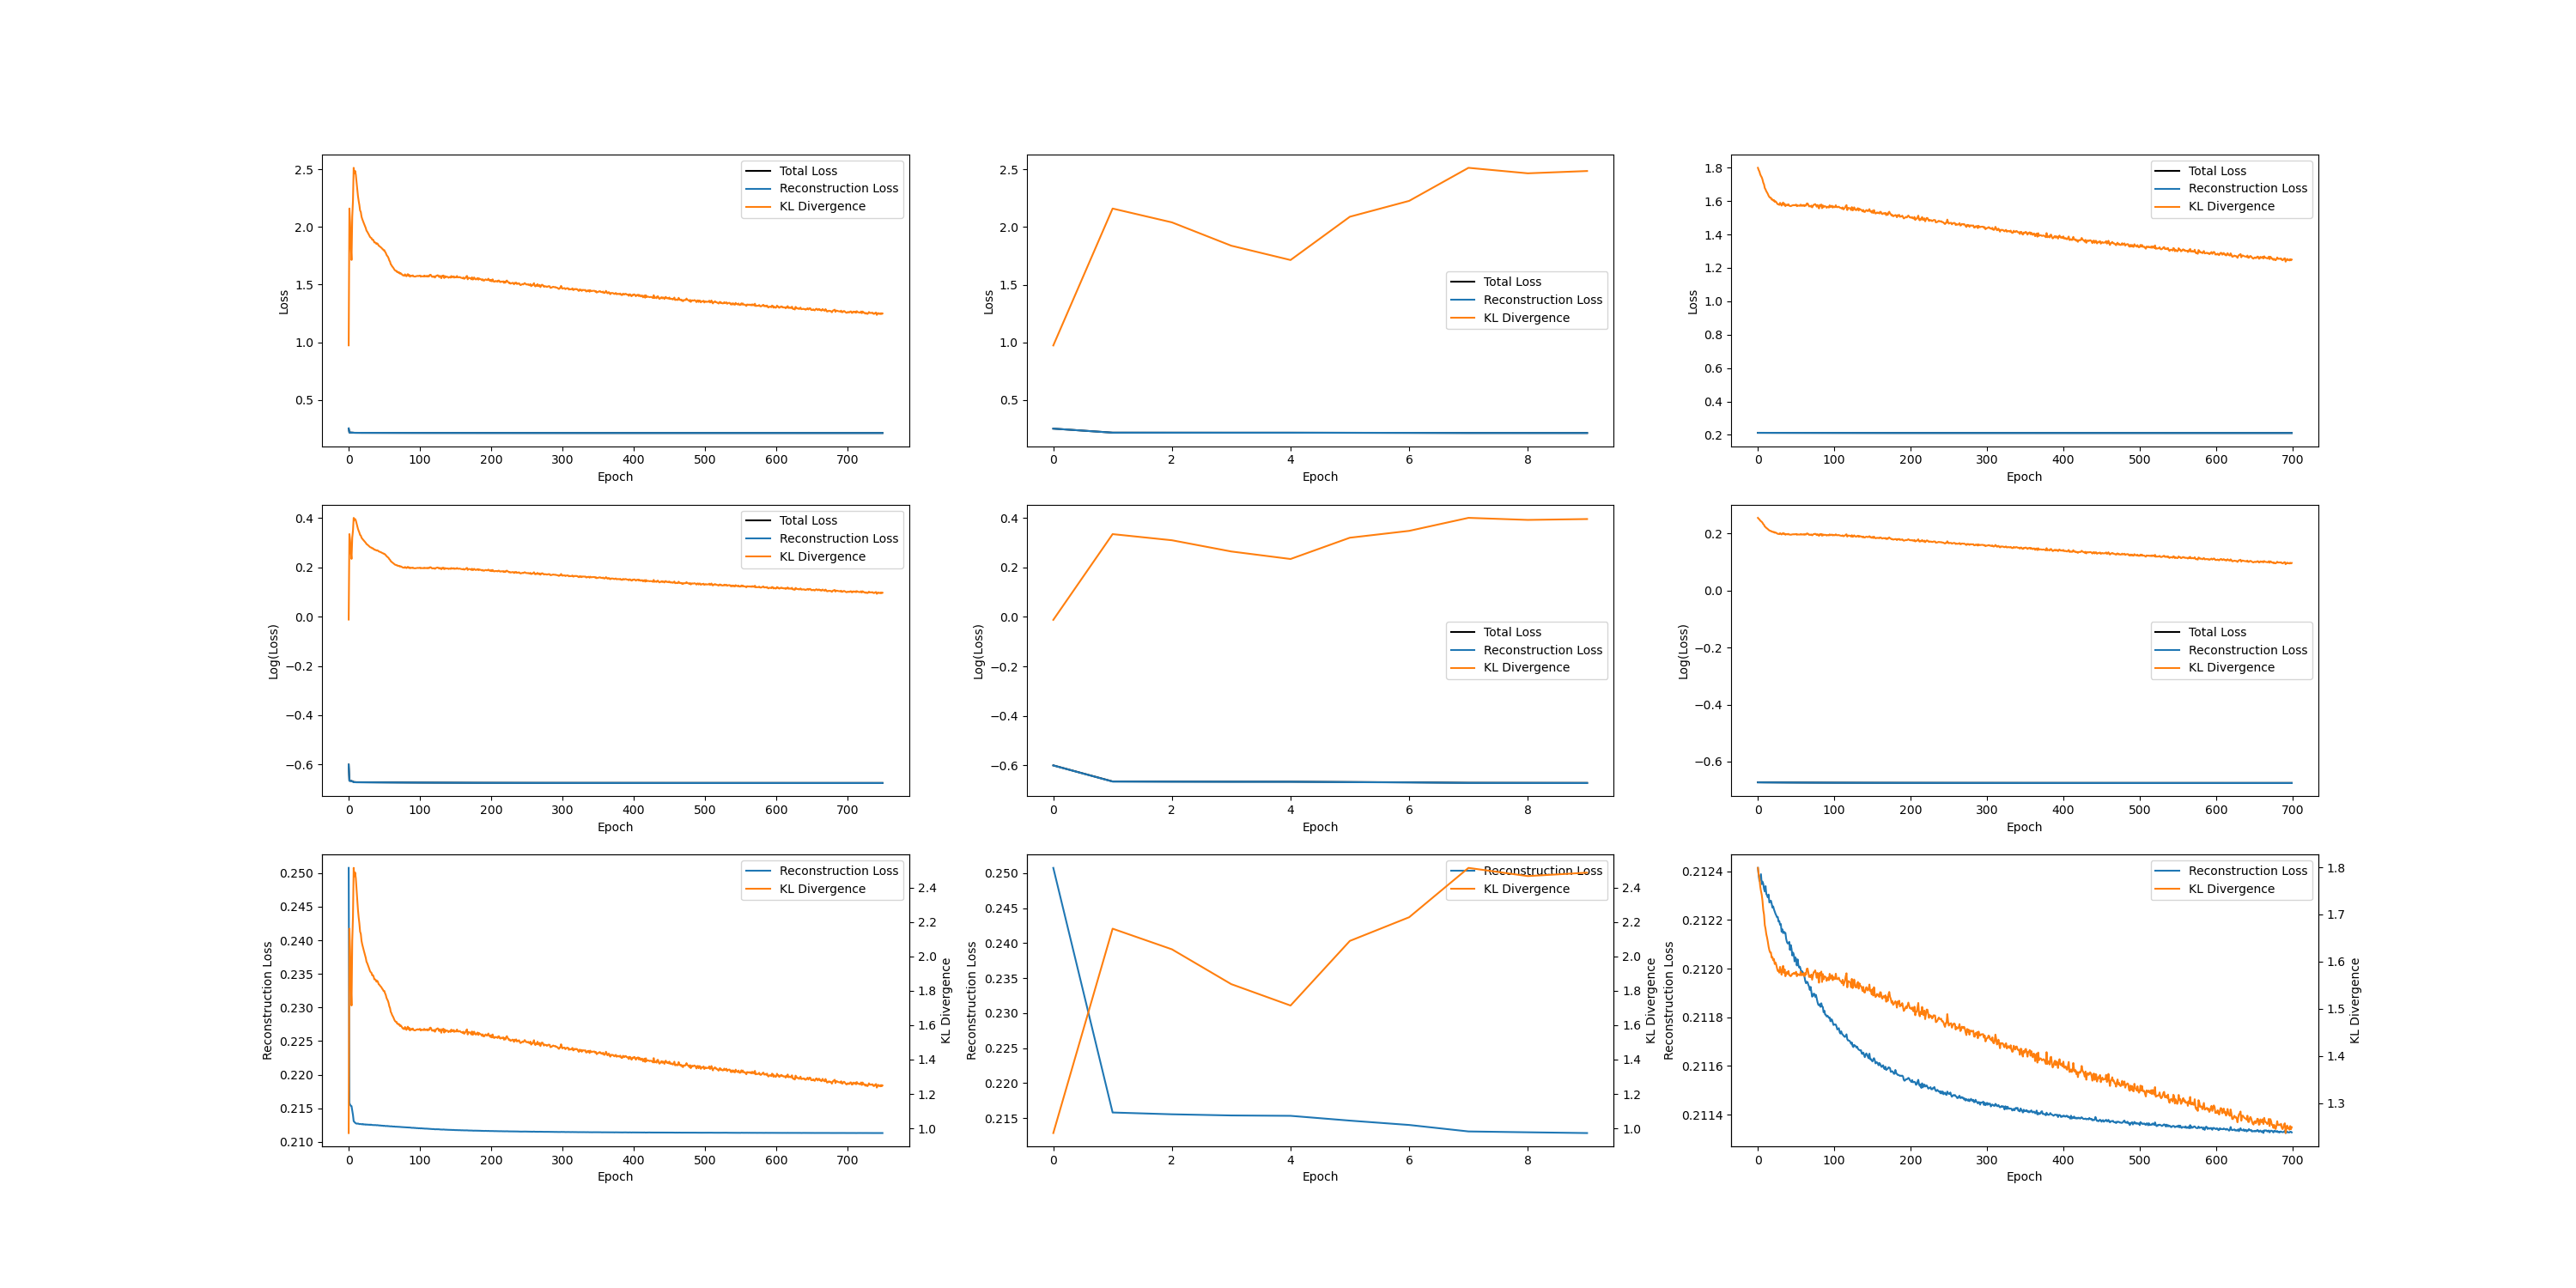 2.5
2.0
1.5
1.0
0.5
Loss
0 100 200 300 400 500 600 700
Epoch
Total Loss
Reconstruction Loss
KL Divergence
2.5
2.0
1.5
1.0
0.5
Loss
0 2 4 6 8
Epoch
Total Loss
Reconstruction Loss
KL Divergence
1.8
1.6
1.4
1.2
1.0
0.8
0.6
0.4
0.2
Loss
0 100 200 300 400 500 600 700
Epoch
Total Loss
Reconstruction Loss
KL Divergence
0.4
0.2
0.0
−0.2
−0.4
−0.6
Log(Loss)
0 100 200 300 400 500 600 700
Epoch
Total Loss
Reconstruction Loss
KL Divergence
0.4
0.2
0.0
−0.2
−0.4
−0.6
Log(Loss)
0 2 4 6 8
Epoch
Total Loss
Reconstruction Loss
KL Divergence
0.2
0.0
−0.2
−0.4
−0.6
Log(Loss)
0 100 200 300 400 500 600 700
Epoch
Total Loss
Reconstruction Loss
KL Divergence
0.250
0.245
0.240
0.235
0.230
0.225
0.220
0.215
0.210
Reconstruction Loss
0 100 200 300 400 500 600 700
Epoch
Reconstruction Loss
KL Divergence
2.4
2.2
2.0
1.8
1.6
1.4
1.2
1.0
KL Divergence
0.250
0.245
0.240
0.235
0.230
0.225
0.220
0.215
Reconstruction Loss
0 2 4 6 8
Epoch
Reconstruction Loss
KL Divergence
2.4
2.2
2.0
1.8
1.6
1.4
1.2
1.0
KL Divergence
0.2124
0.2122
0.2120
0.2118
0.2116
0.2114
Reconstruction Loss
0 100 200 300 400 500 600 700
Epoch
Reconstruction Loss
KL Divergence
1.8
1.7
1.6
1.5
1.4
1.3
KL Divergence